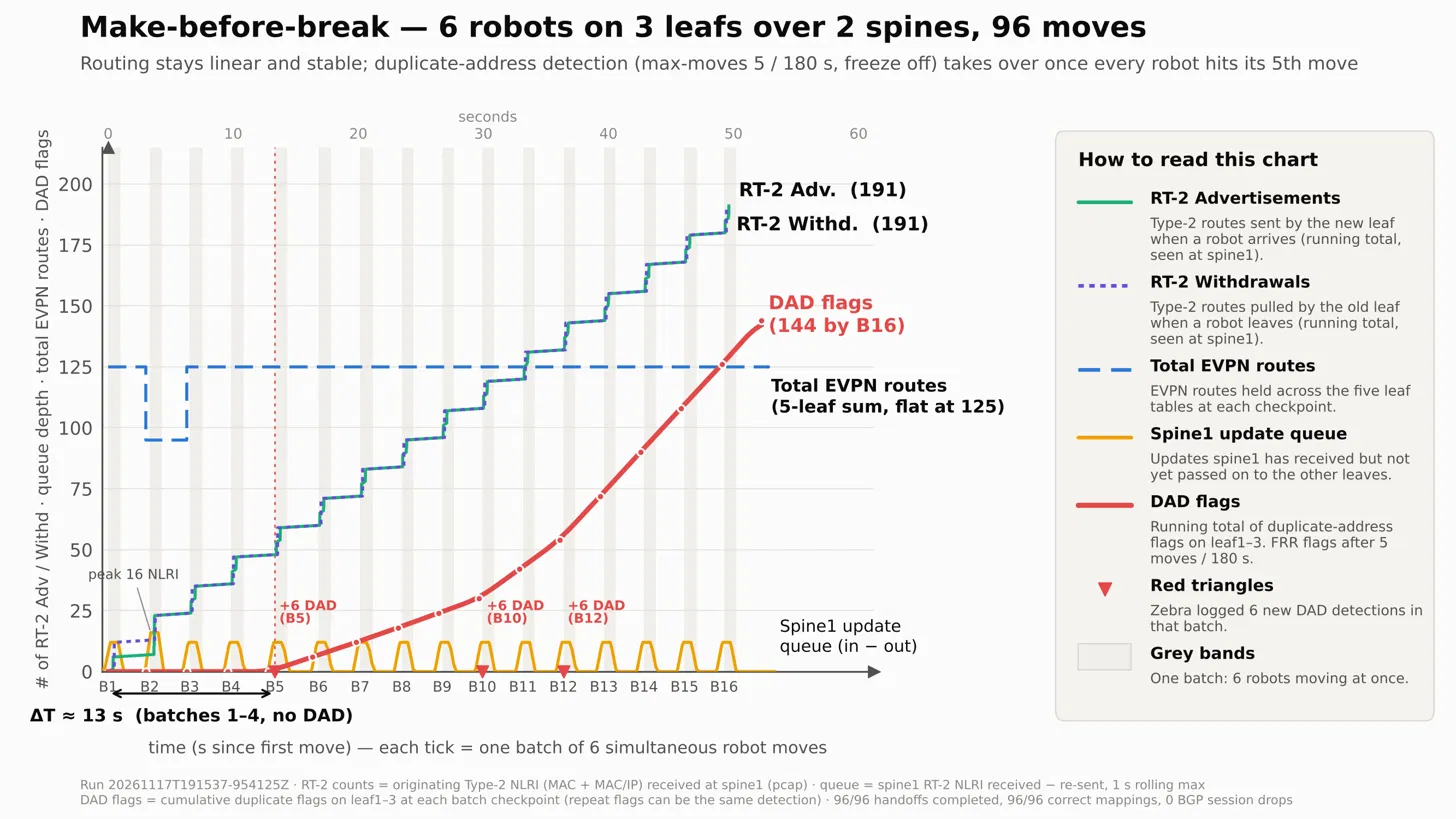 Make-before-break — 6 robots on 3 leafs over 2 spines, 96 moves
Routing stays linear and stable; duplicate-address detection (max-moves 5 / 180 s, freeze off) takes over once every robot hits its 5th move
seconds
0 10 20 30 40 50 60
# of RT-2 Adv / Withd · queue depth · total EVPN routes · DAD flags
200
175
150
125
100
75
50
25
0
RT-2 Adv. (191)
RT-2 Withd. (191)
DAD flags
(144 by B16)
Total EVPN routes
(5-leaf sum, flat at 125)
peak 16 NLRI
+6 DAD
(B5)
+6 DAD
(B10)
+6 DAD
(B12)
Spine1 update
queue (in − out)
B1 B2 B3 B4 B5 B6 B7 B8 B9 B10 B11 B12 B13 B14 B15 B16
ΔT ≈ 13 s (batches 1–4, no DAD)
time (s since first move) — each tick = one batch of 6 simultaneous robot moves
How to read this chart
RT-2 Advertisements
Type-2 routes sent by the new leaf
when a robot arrives (running total,
seen at spine1).
RT-2 Withdrawals
Type-2 routes pulled by the old leaf
when a robot leaves (running total,
seen at spine1).
Total EVPN routes
EVPN routes held across the five leaf
tables at each checkpoint.
Spine1 update queue
Updates spine1 has received but not
yet passed on to the other leaves.
DAD flags
Running total of duplicate-address
flags on leaf1–3. FRR flags after 5
moves / 180 s.
Red triangles
Zebra logged 6 new DAD detections in
that batch.
Grey bands
One batch: 6 robots moving at once.
Run 20261117T191537-954125Z · RT-2 counts = originating Type-2 NLRI (MAC + MAC/IP) received at spine1 (pcap) · queue = spine1 RT-2 NLRI received − re-sent, 1 s rolling max
DAD flags = cumulative duplicate flags on leaf1–3 at each batch checkpoint (repeat flags can be the same detection) · 96/96 handoffs completed, 96/96 correct mappings, 0 BGP session drops